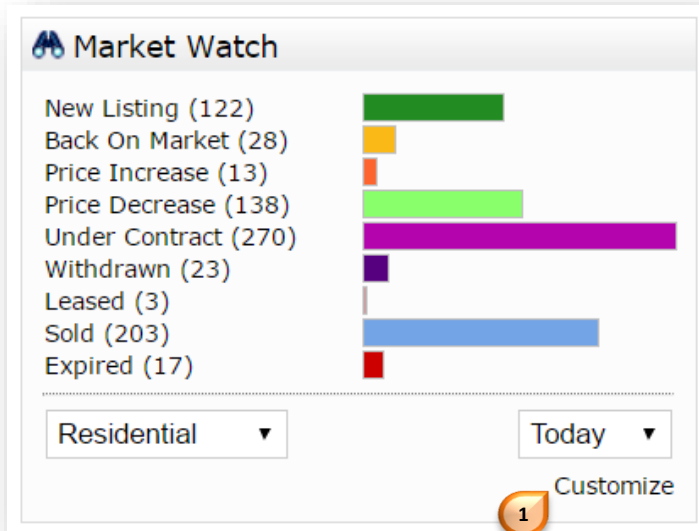 Market Watch
New Listing (122)
Back On Market (28)
Price Increase (13)
Price Decrease (138)
Under Contract (270)
Withdrawn (23)
Leased (3)
Sold (203)
Expired (17)
Residential Today
Customize
1